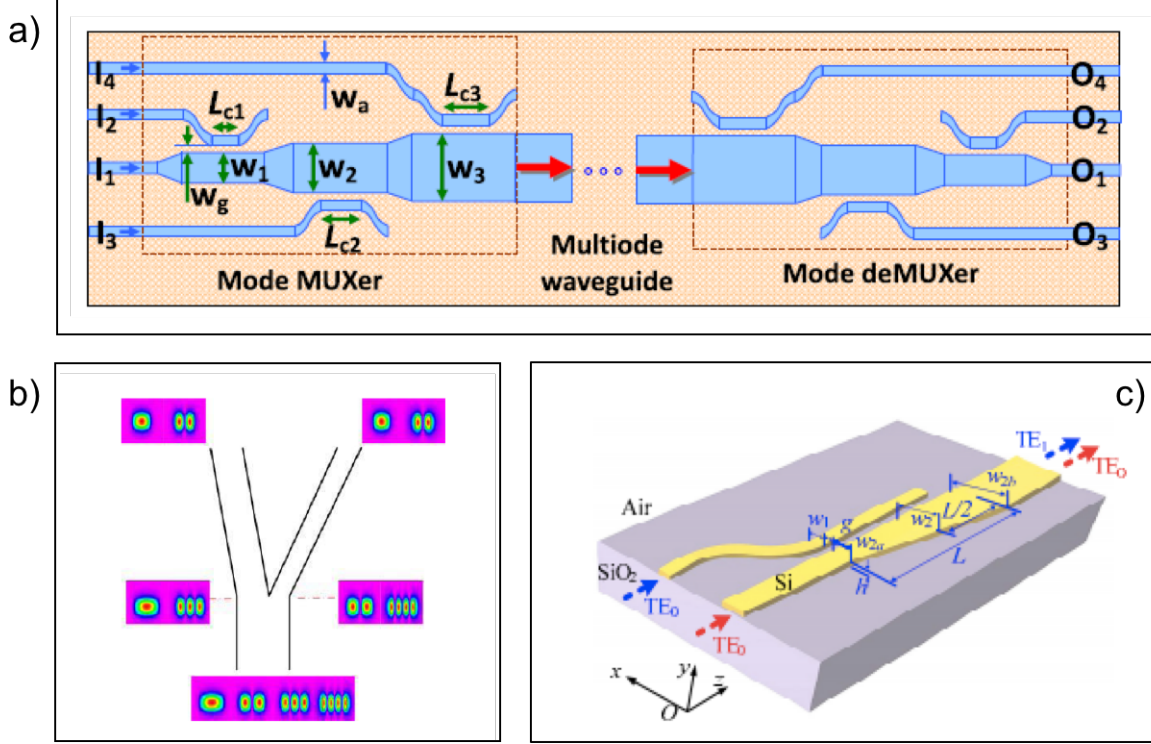 a)
I4
Lc1
wa
Lc3
O4
I2
O2
I1
w1
w2
w3
O1
wg
I3
Lc2
O3
Mode MUXer
Multiode
waveguide
Mode deMUXer
b)
c)
TE1
TE0
w2b
Air
w1
g
w2
L/2
w2a
L
SiO2
Si
h
TE0
TE0
x
y
z
O